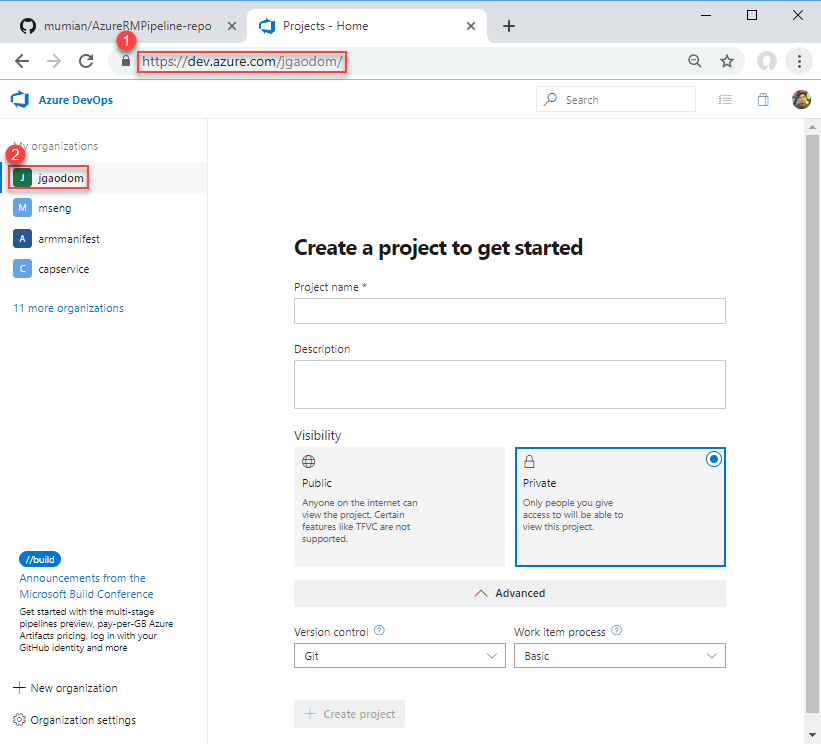 mumian/AzureRMPipeline-repo
Projects - Home
1
https://dev.azure.com/jgaodom/
Azure DevOps
Search
My organizations
2
J jgaodom
M mseng
A armmanifest
C capservice
11 more organizations
//build
Announcements from the
Microsoft Build Conference
Get started with the multi-stage
pipelines preview, pay-per-GB Azure
Artifacts pricing, log in with your
GitHub identity and more
New organization
Organization settings
Create a project to get started
Project name *
Description
Visibility
Public
Anyone on the internet can
view the project. Certain
features like TFVC are not
supported.
Private
Only people you give
access to will be able to
view this project.
Advanced
Version control ?
Git
Work item process ?
Basic
Create project